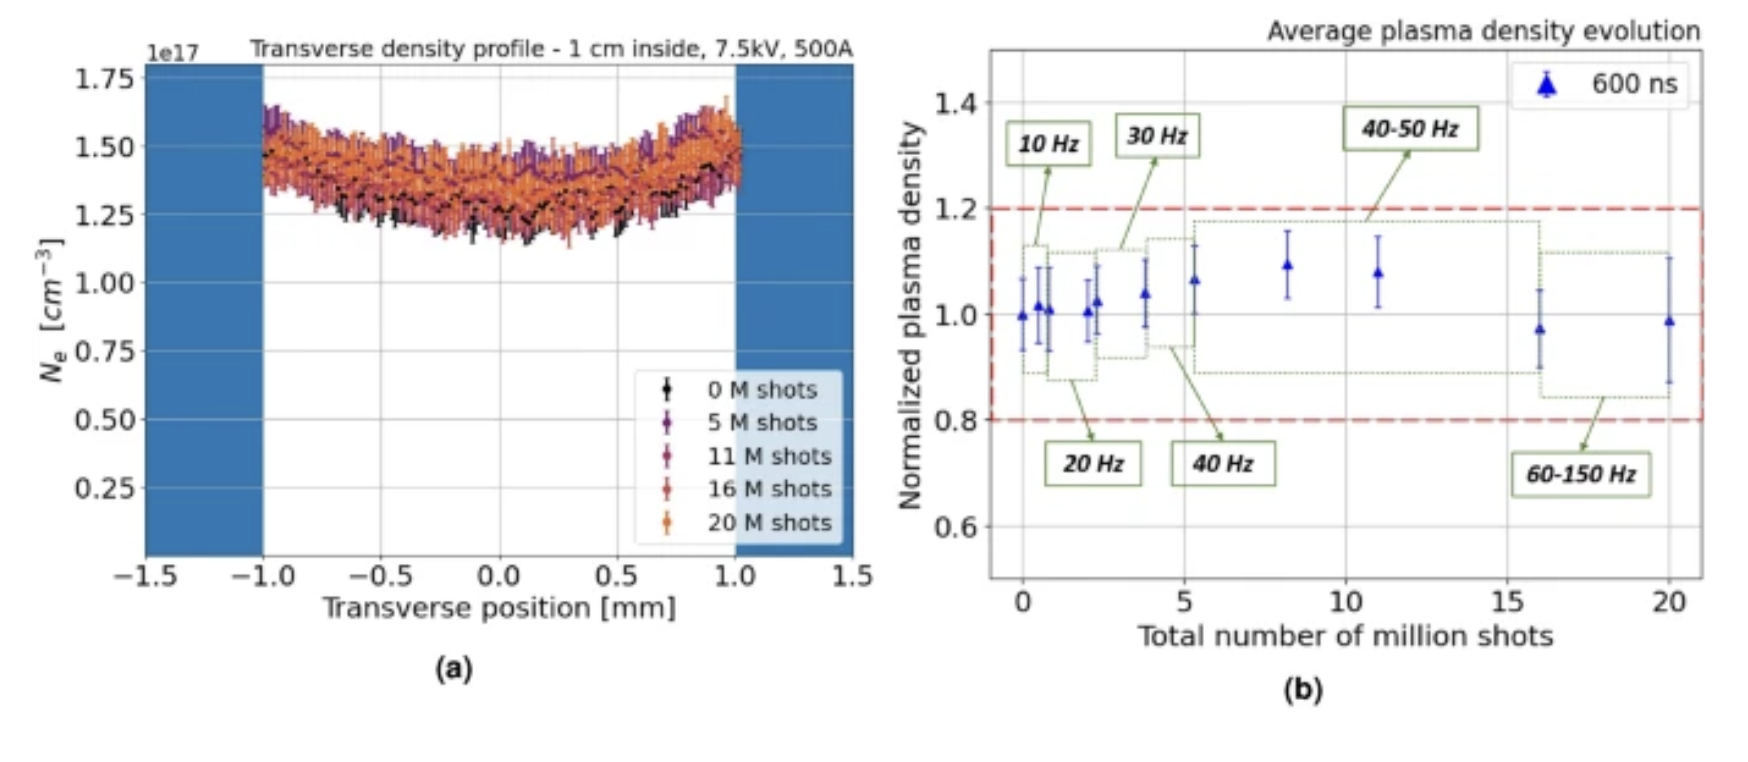 1e17
Transverse density profile - 1 cm inside, 7.5kV, 500A
1.75
1.50
1.25
1.00
0.75
0.50
0.25
Nₑ [cm⁻³]
0 M shots
5 M shots
11 M shots
16 M shots
20 M shots
−1.5 −1.0 −0.5 0.0 0.5 1.0 1.5
Transverse position [mm]
(a)
Average plasma density evolution
600 ns
1.4
1.2
1.0
0.8
0.6
Normalized plasma density
10 Hz
30 Hz
40-50 Hz
20 Hz
40 Hz
60-150 Hz
0 5 10 15 20
Total number of million shots
(b)